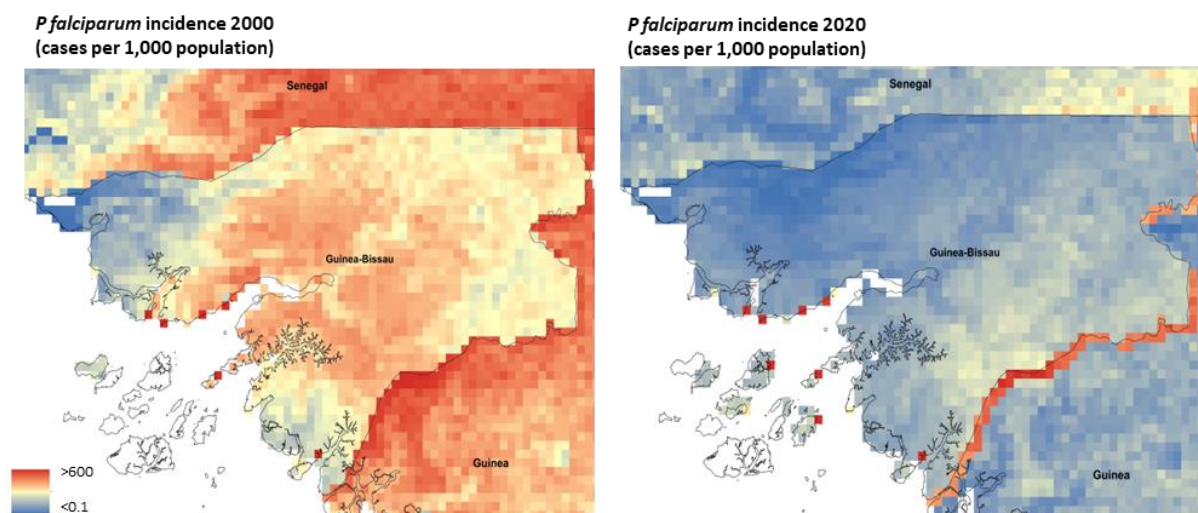 P falciparum incidence 2000
(cases per 1,000 population)
Senegal
Guinea-Bissau
Guinea
>600
<0.1
P falciparum incidence 2020
(cases per 1,000 population)
Senegal
Guinea-Bissau
Guinea